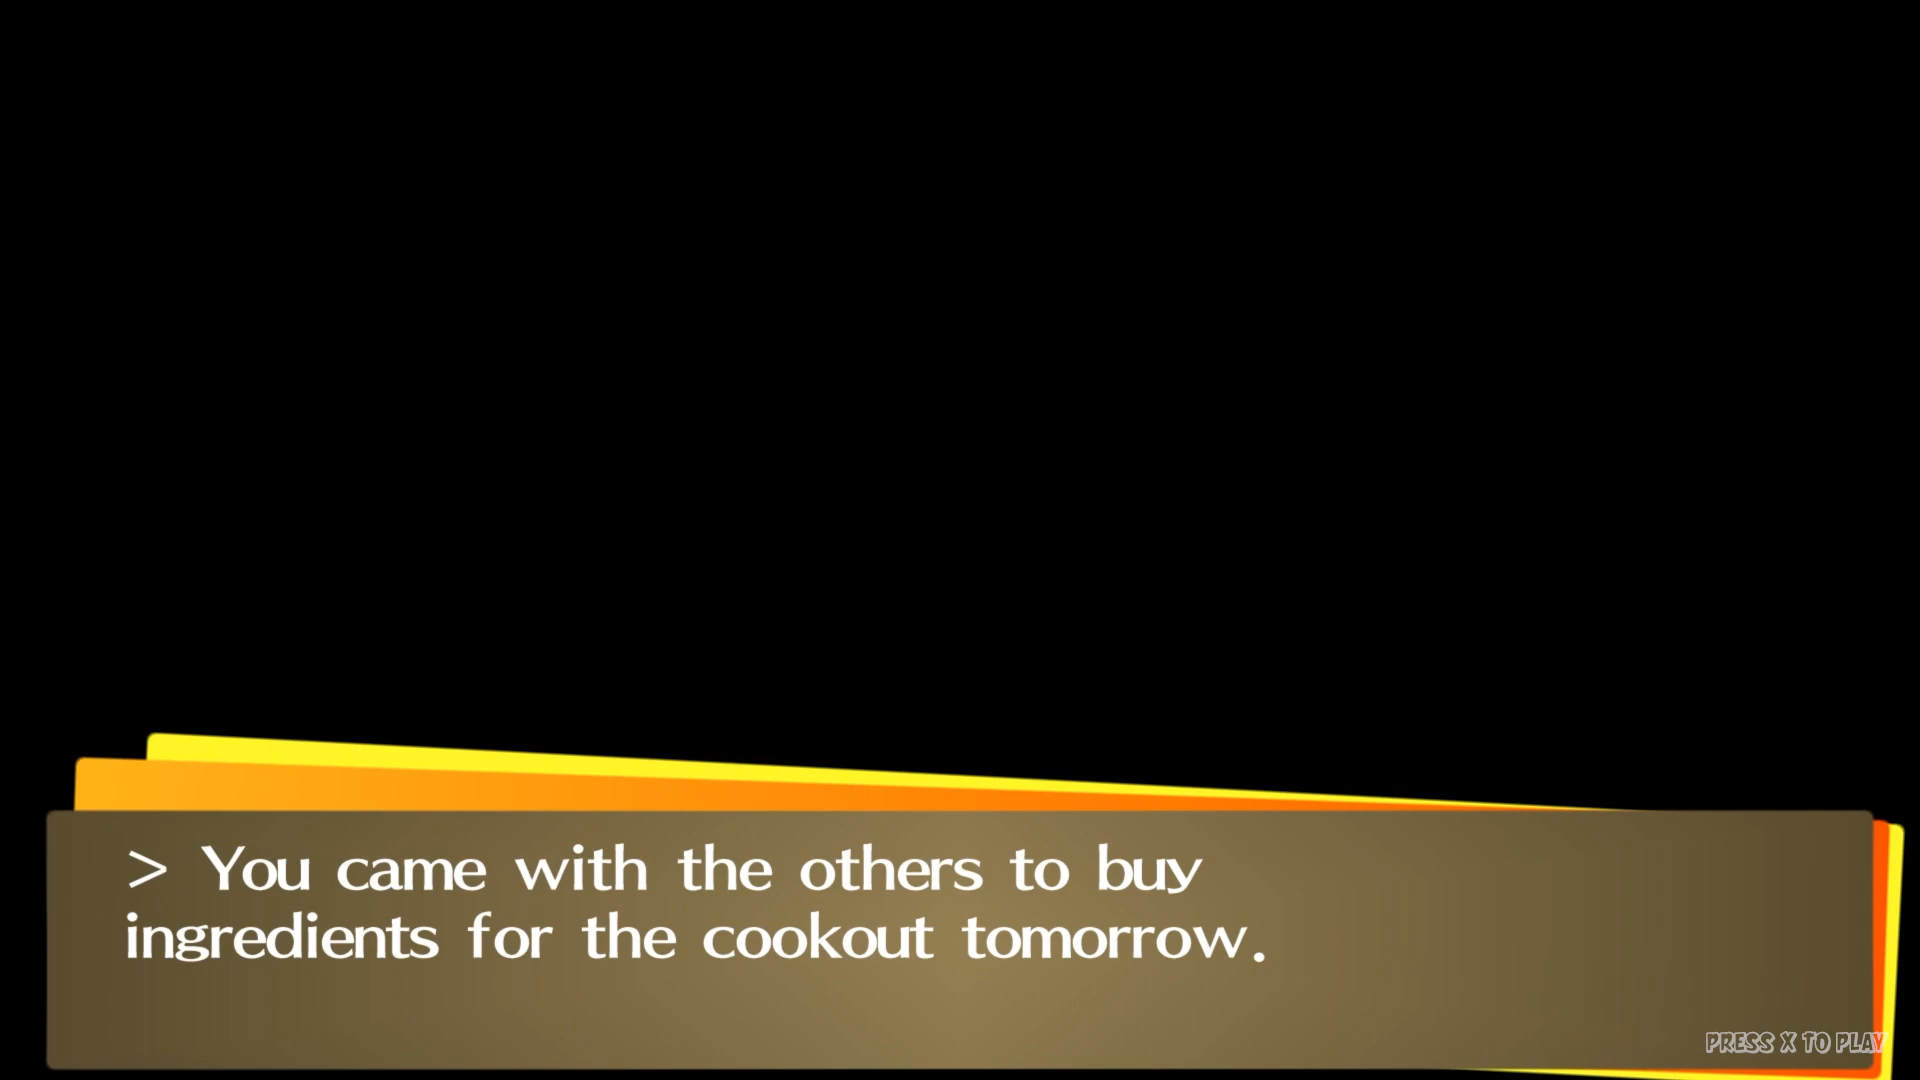 > You came with the others to buy
ingredients for the cookout tomorrow.
PRESS X TO PLAY